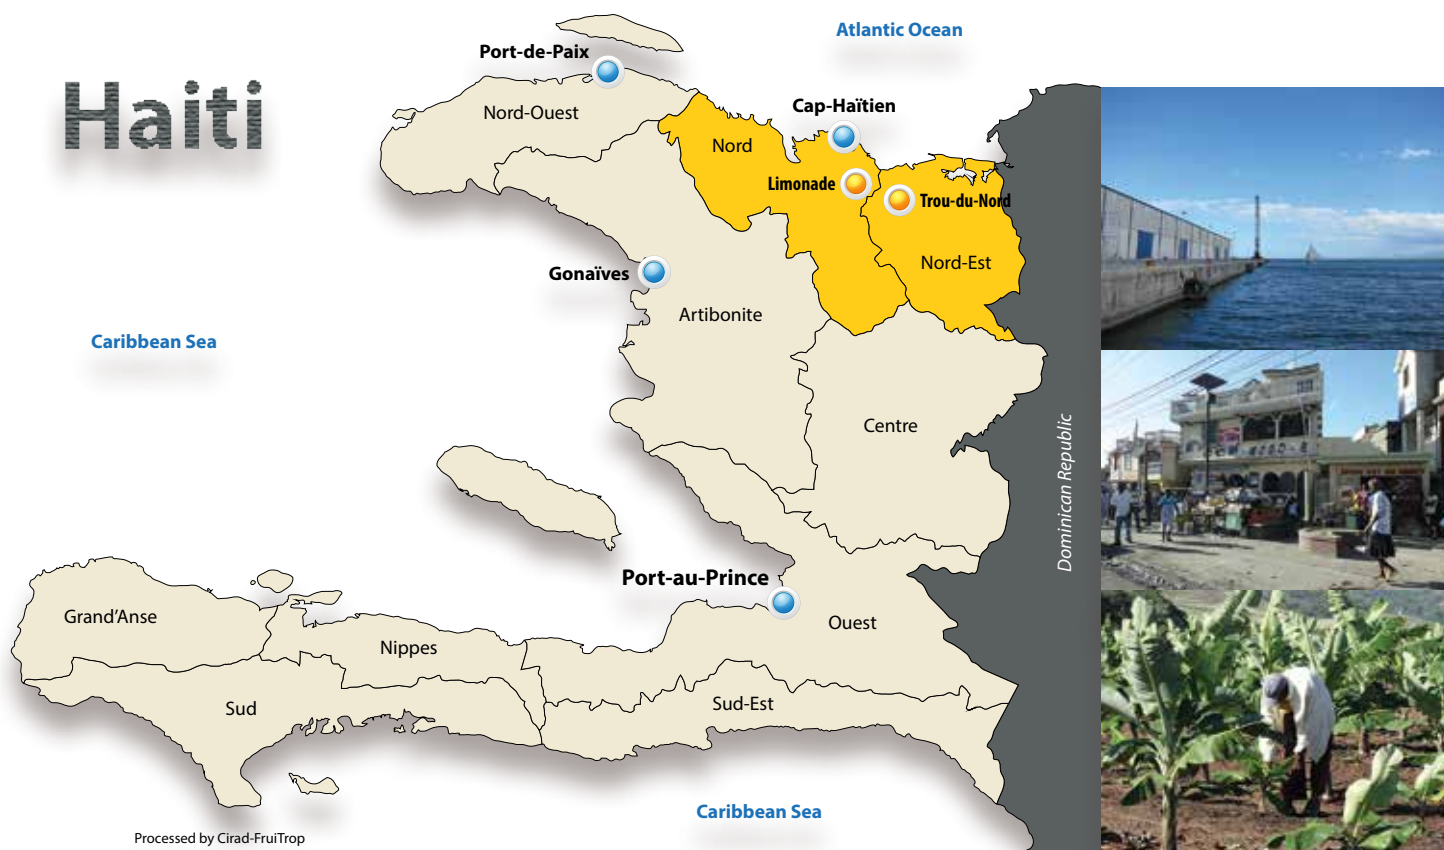 Atlantic Ocean
Port-de-Paix
Haiti
Cap-Haïtien
Nord-Ouest
Nord
Limonade
Trou-du-Nord
Nord-Est
Gonaïves
Artibonite
Caribbean Sea
Centre
Dominican Republic
Port-au-Prince
Grand'Anse
Ouest
Nippes
Sud-Est
Sud
Caribbean Sea
Processed by Cirad-FruiTrop